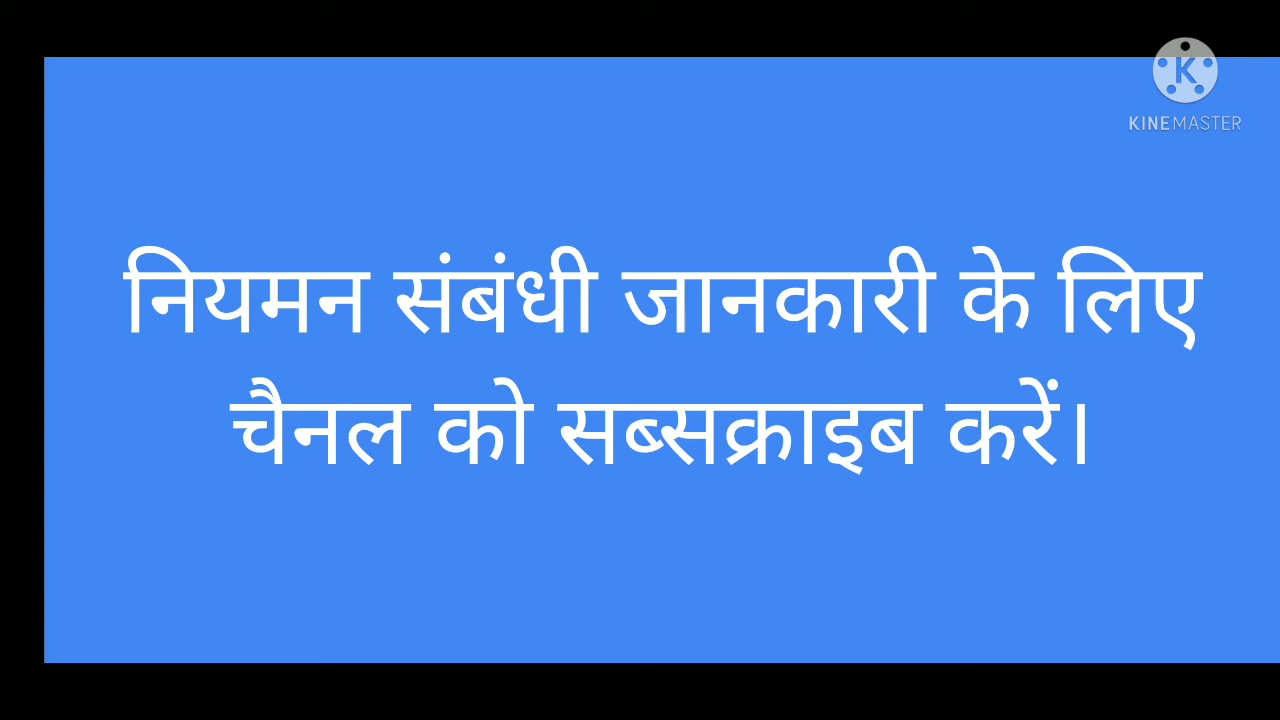 K
KINEMASTER
नियमन संबंधी जानकारी के लिए
चैनल को सब्सक्राइब करें।